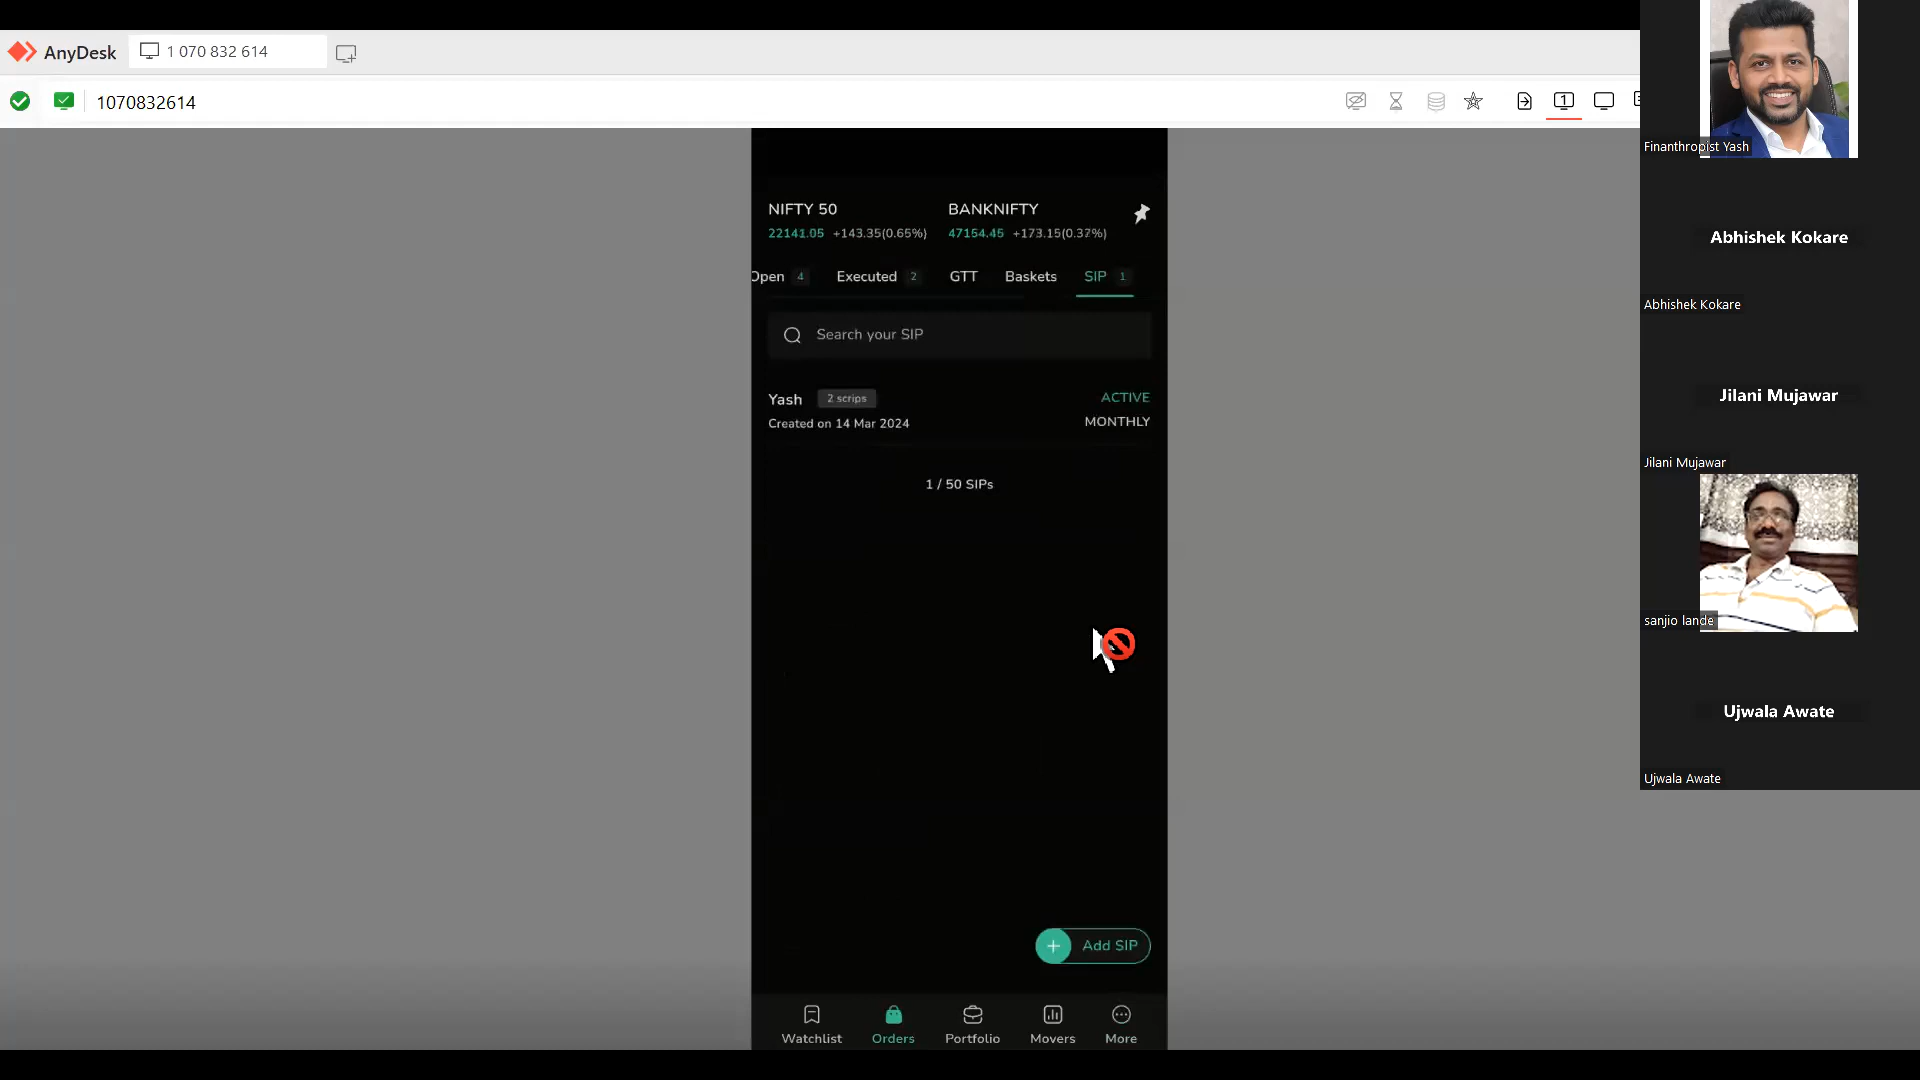 AnyDesk
1 070 832 614
1070832614
1
NIFTY 50
22141.05 +143.35(0.65%)
BANKNIFTY
47154.45 +173.15(0.37%)
Open 4
Executed 2
GTT
Baskets
SIP 1
Search your SIP
Yash 2 scrips
ACTIVE
Created on 14 Mar 2024
MONTHLY
1 / 50 SIPs
+ Add SIP
Watchlist
Orders
Portfolio
Movers
More
Finanthropist Yash
Abhishek Kokare
Abhishek Kokare
Jilani Mujawar
Jilani Mujawar
sanjio lande
Ujwala Awate
Ujwala Awate